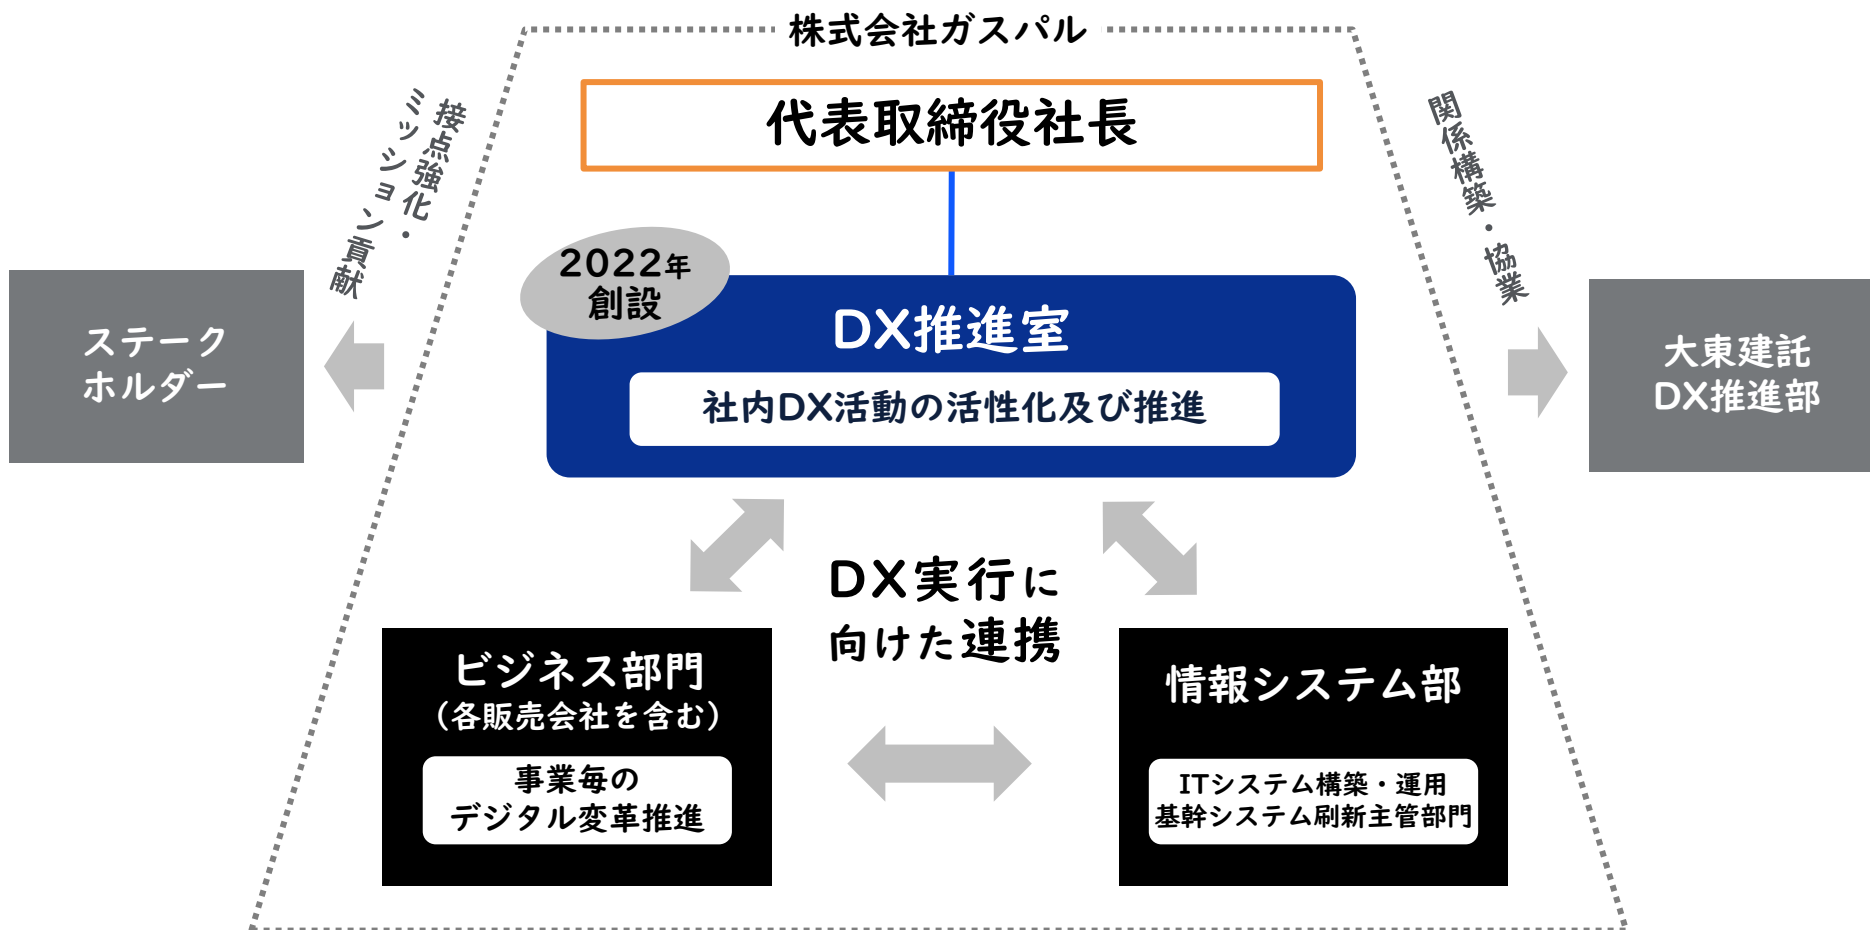 株式会社ガスパル
代表取締役社長
接点強化・
ミッション貢献
関係構築・協業
2022年
創設
DX推進室
社内DX活動の活性化及び推進
ステーク
ホルダー
大東建託
DX推進部
DX実行に
向けた連携
ビジネス部門
（各販売会社を含む）
事業毎の
デジタル変革推進
情報システム部
ITシステム構築・運用
基幹システム刷新主管部門